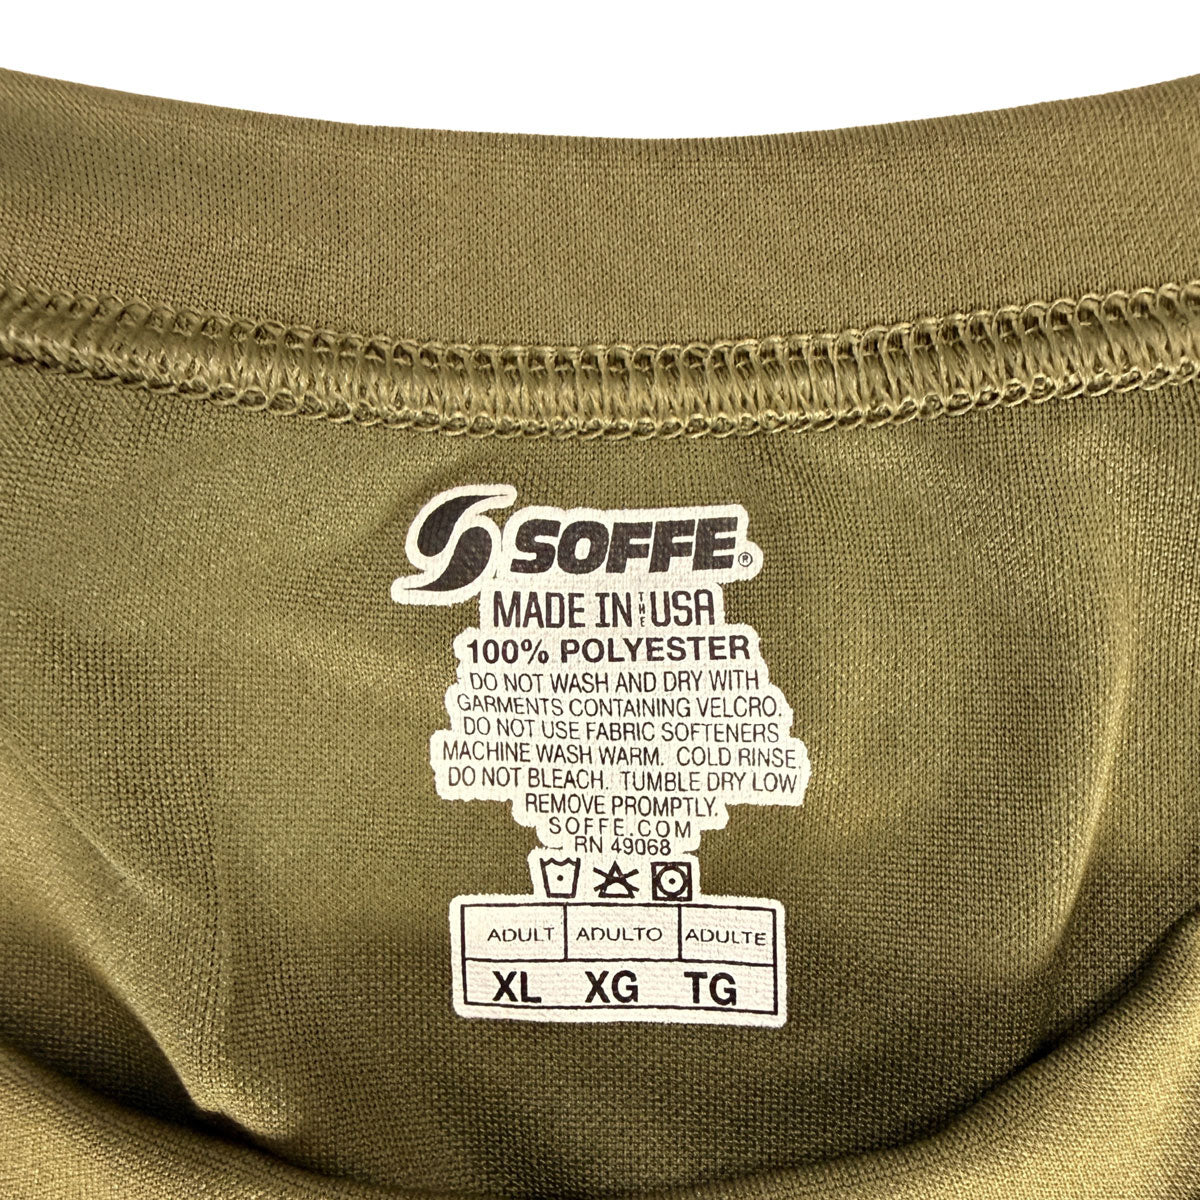 SOFFE®
MADE IN THE USA
100% POLYESTER
DO NOT WASH AND DRY WITH
GARMENTS CONTAINING VELCRO.
DO NOT USE FABRIC SOFTENERS
MACHINE WASH WARM. COLD RINSE
DO NOT BLEACH. TUMBLE DRY LOW
REMOVE PROMPTLY.
SOFFE.COM
RN 49068
ADULT ADULTO ADULTE
XL XG TG